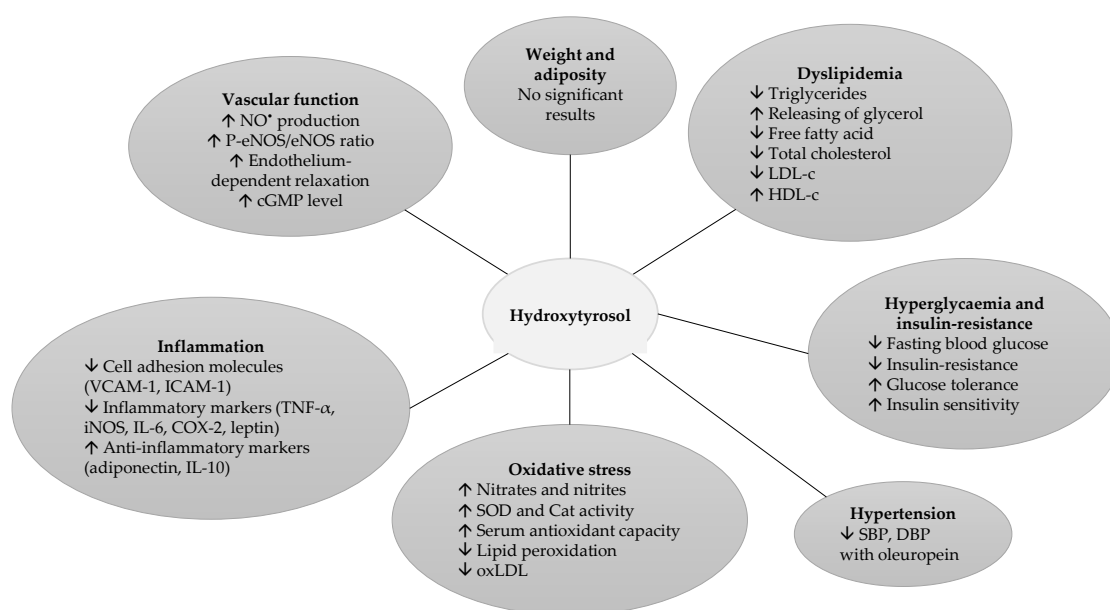 Weight and
adiposity
No significant
results
Vascular function
↑ NO• production
↑ P-eNOS/eNOS ratio
↑ Endothelium-
dependent relaxation
↑ cGMP level
Dyslipidemia
↓ Triglycerides
↑ Releasing of glycerol
↓ Free fatty acid
↓ Total cholesterol
↓ LDL-c
↑ HDL-c
Hydroxytyrosol
Hyperglycaemia and
insulin-resistance
↓ Fasting blood glucose
↓ Insulin-resistance
↑ Glucose tolerance
↑ Insulin sensitivity
Inflammation
↓ Cell adhesion molecules
(VCAM-1, ICAM-1)
↓ Inflammatory markers (TNF-α,
iNOS, IL-6, COX-2, leptin)
↑ Anti-inflammatory markers
(adiponectin, IL-10)
Oxidative stress
↑ Nitrates and nitrites
↑ SOD and Cat activity
↑ Serum antioxidant capacity
↓ Lipid peroxidation
↓ oxLDL
Hypertension
↓ SBP, DBP
with oleuropein